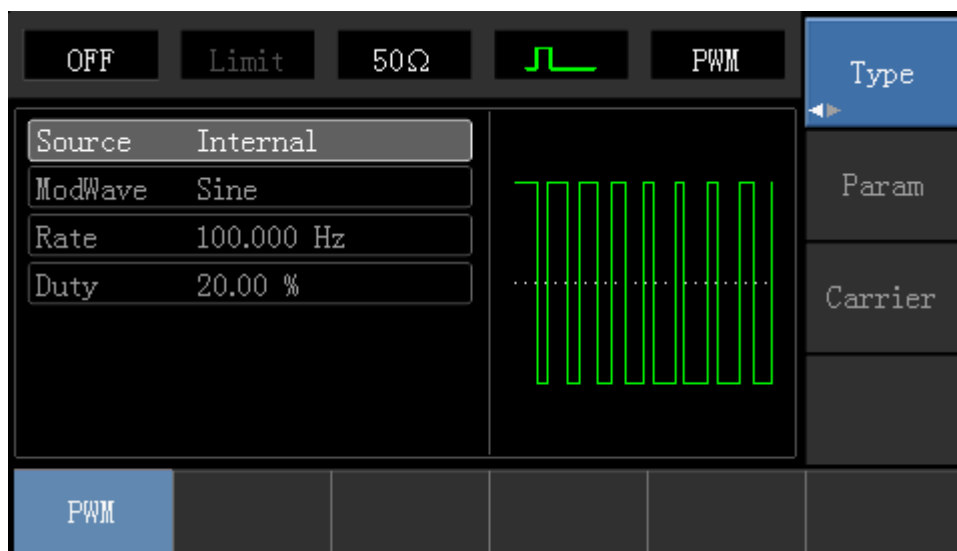 OFF Limit 50Ω PWM
Type
Source Internal
ModWave Sine
Rate 100.000 Hz
Duty 20.00 %
Param
Carrier
PWM